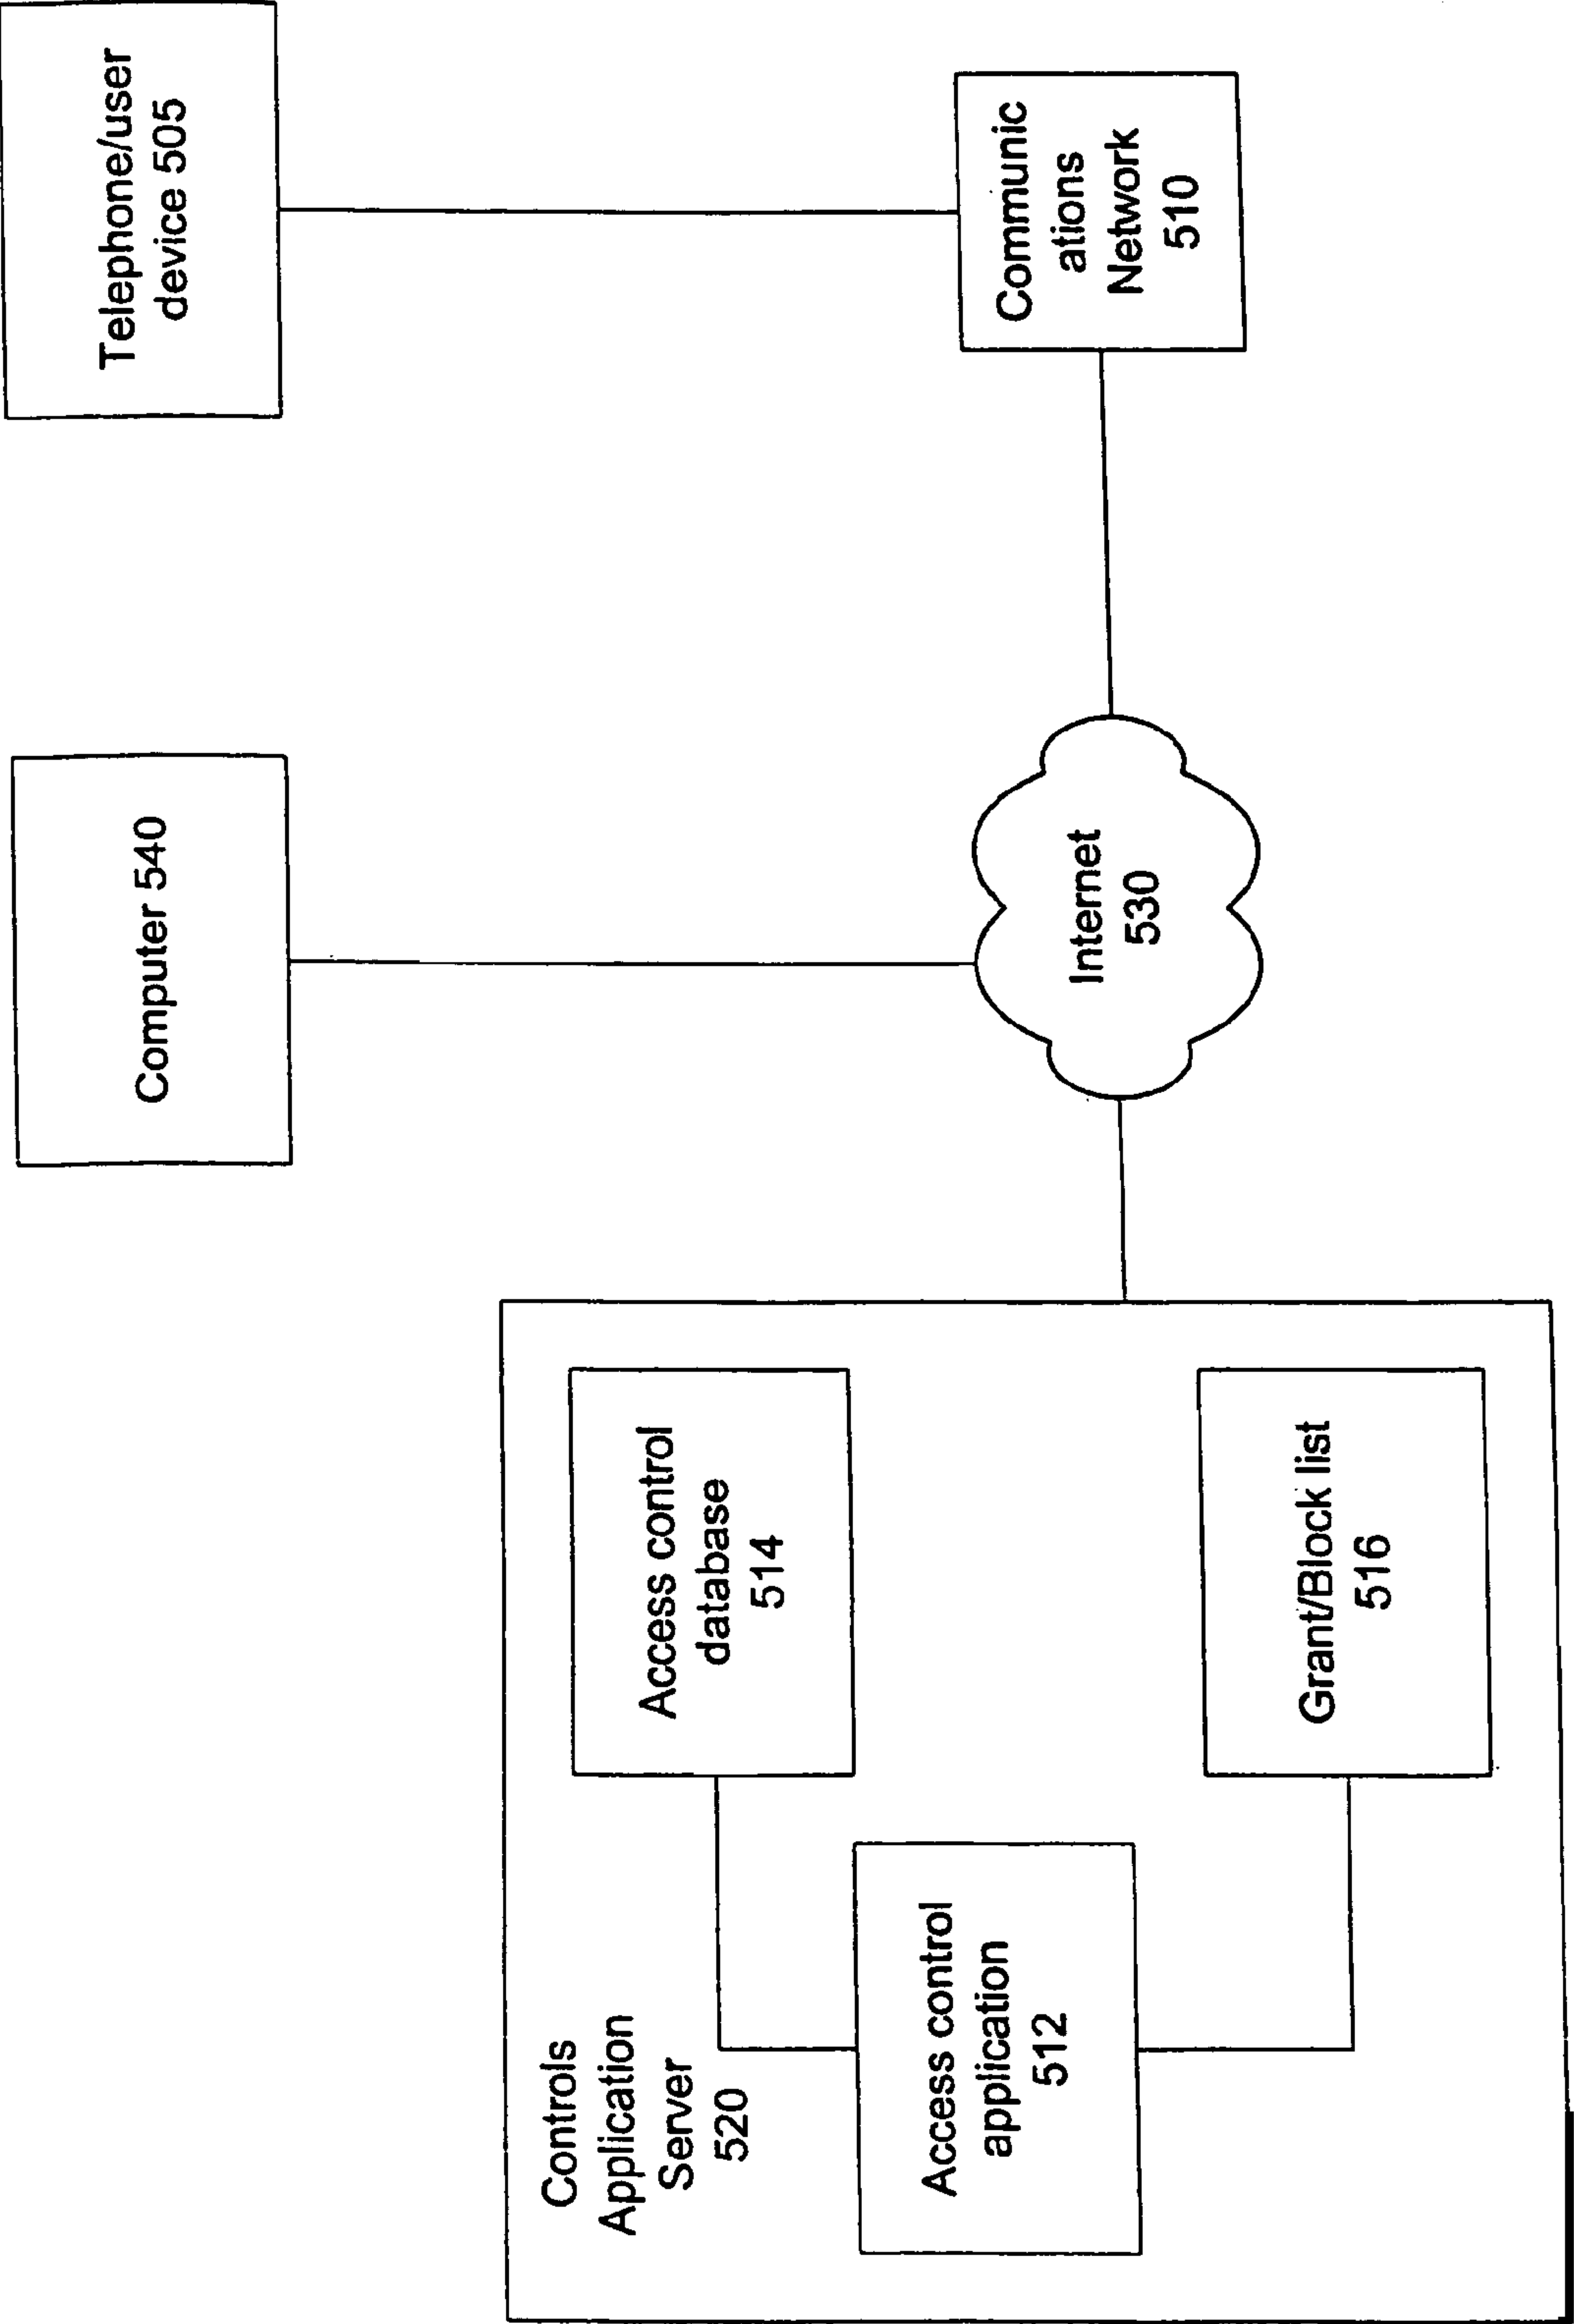 Controls
Application
Server
520
Access control
application
512
Access control
database
514
Grant/Block list
516
Computer 540
Internet
530
Telephone/user
device 505
Communic
ations
Network
510